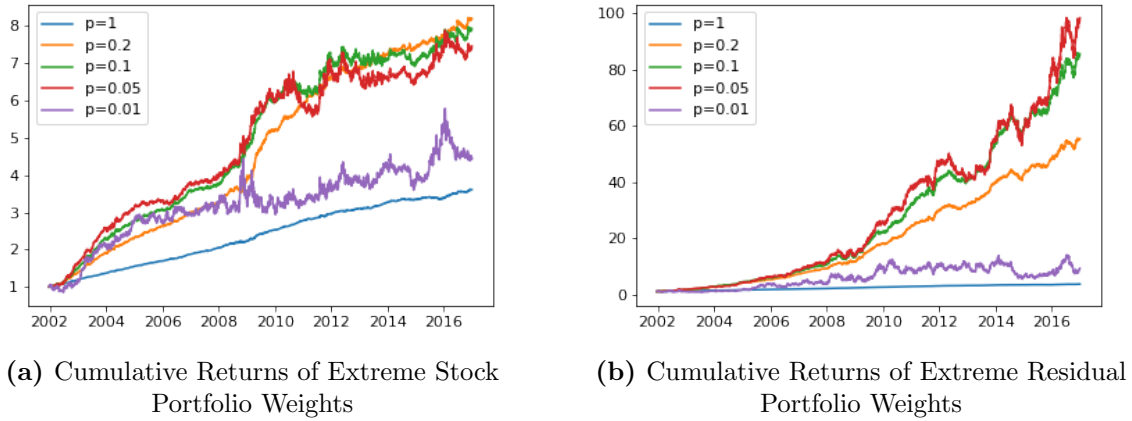 p=1
p=0.2
p=0.1
p=0.05
p=0.01
8
7
6
5
4
3
2
1
2002 2004 2006 2008 2010 2012 2014 2016
(a) Cumulative Returns of Extreme Stock
Portfolio Weights
p=1
p=0.2
p=0.1
p=0.05
p=0.01
100
80
60
40
20
0
2002 2004 2006 2008 2010 2012 2014 2016
(b) Cumulative Returns of Extreme Residual
Portfolio Weights